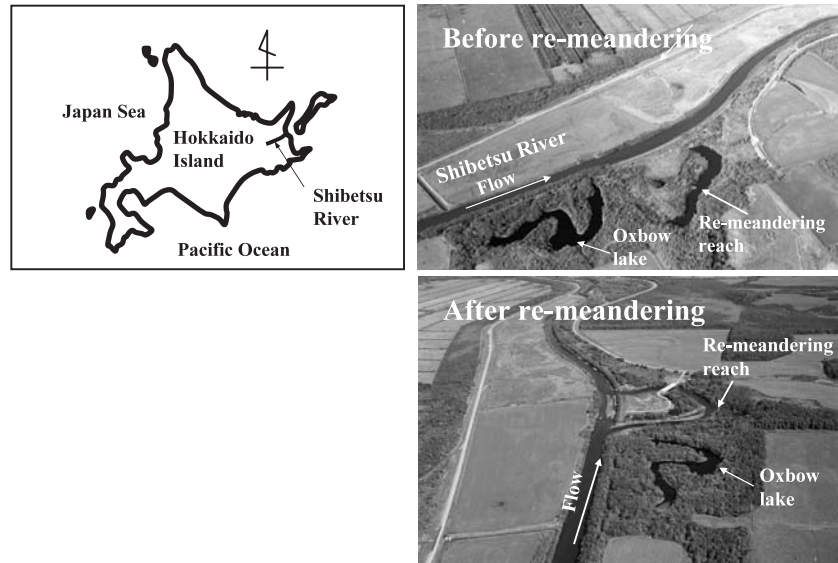 Japan Sea
Hokkaido
Island
Shibetsu
River
Pacific Ocean
Before re-meandering
Shibetsu River
Flow
Re-meandering
reach
Oxbow
lake
After re-meandering
Re-meandering
reach
Flow
Oxbow
lake